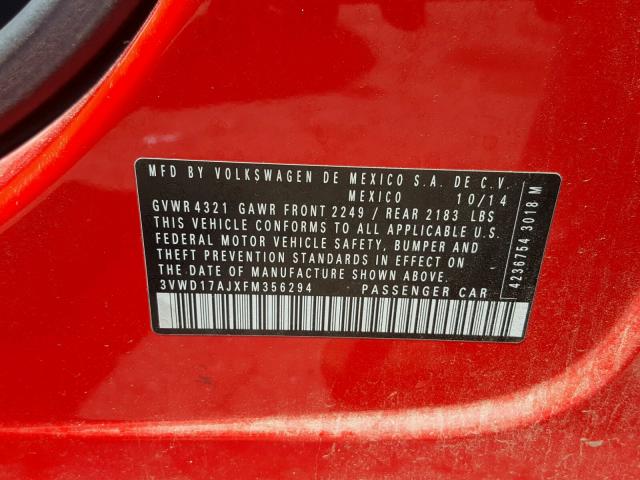 MFD BY VOLKSWAGEN DE MEXICO S.A. DE C.V.
MEXICO 10/14
GVWR 4321 GAWR FRONT 2249 / REAR 2183 LBS
THIS VEHICLE CONFORMS TO ALL APPLICABLE U.S.
FEDERAL MOTOR VEHICLE SAFETY, BUMPER AND
THEFT PREVENTION STANDARDS IN EFFECT ON
THE DATE OF MANUFACTURE SHOWN ABOVE.
3VWD17AJXFM356294 PASSENGER CAR
4236754 3018 M